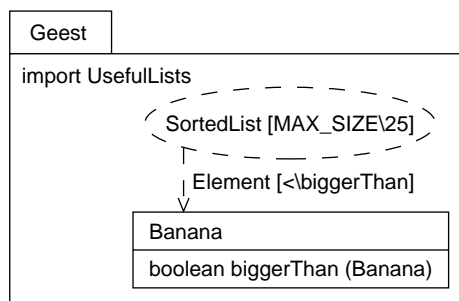 Geest
import UsefulLists
SortedList [MAX_SIZE\25]
Element [<\biggerThan]
Banana
boolean biggerThan (Banana)